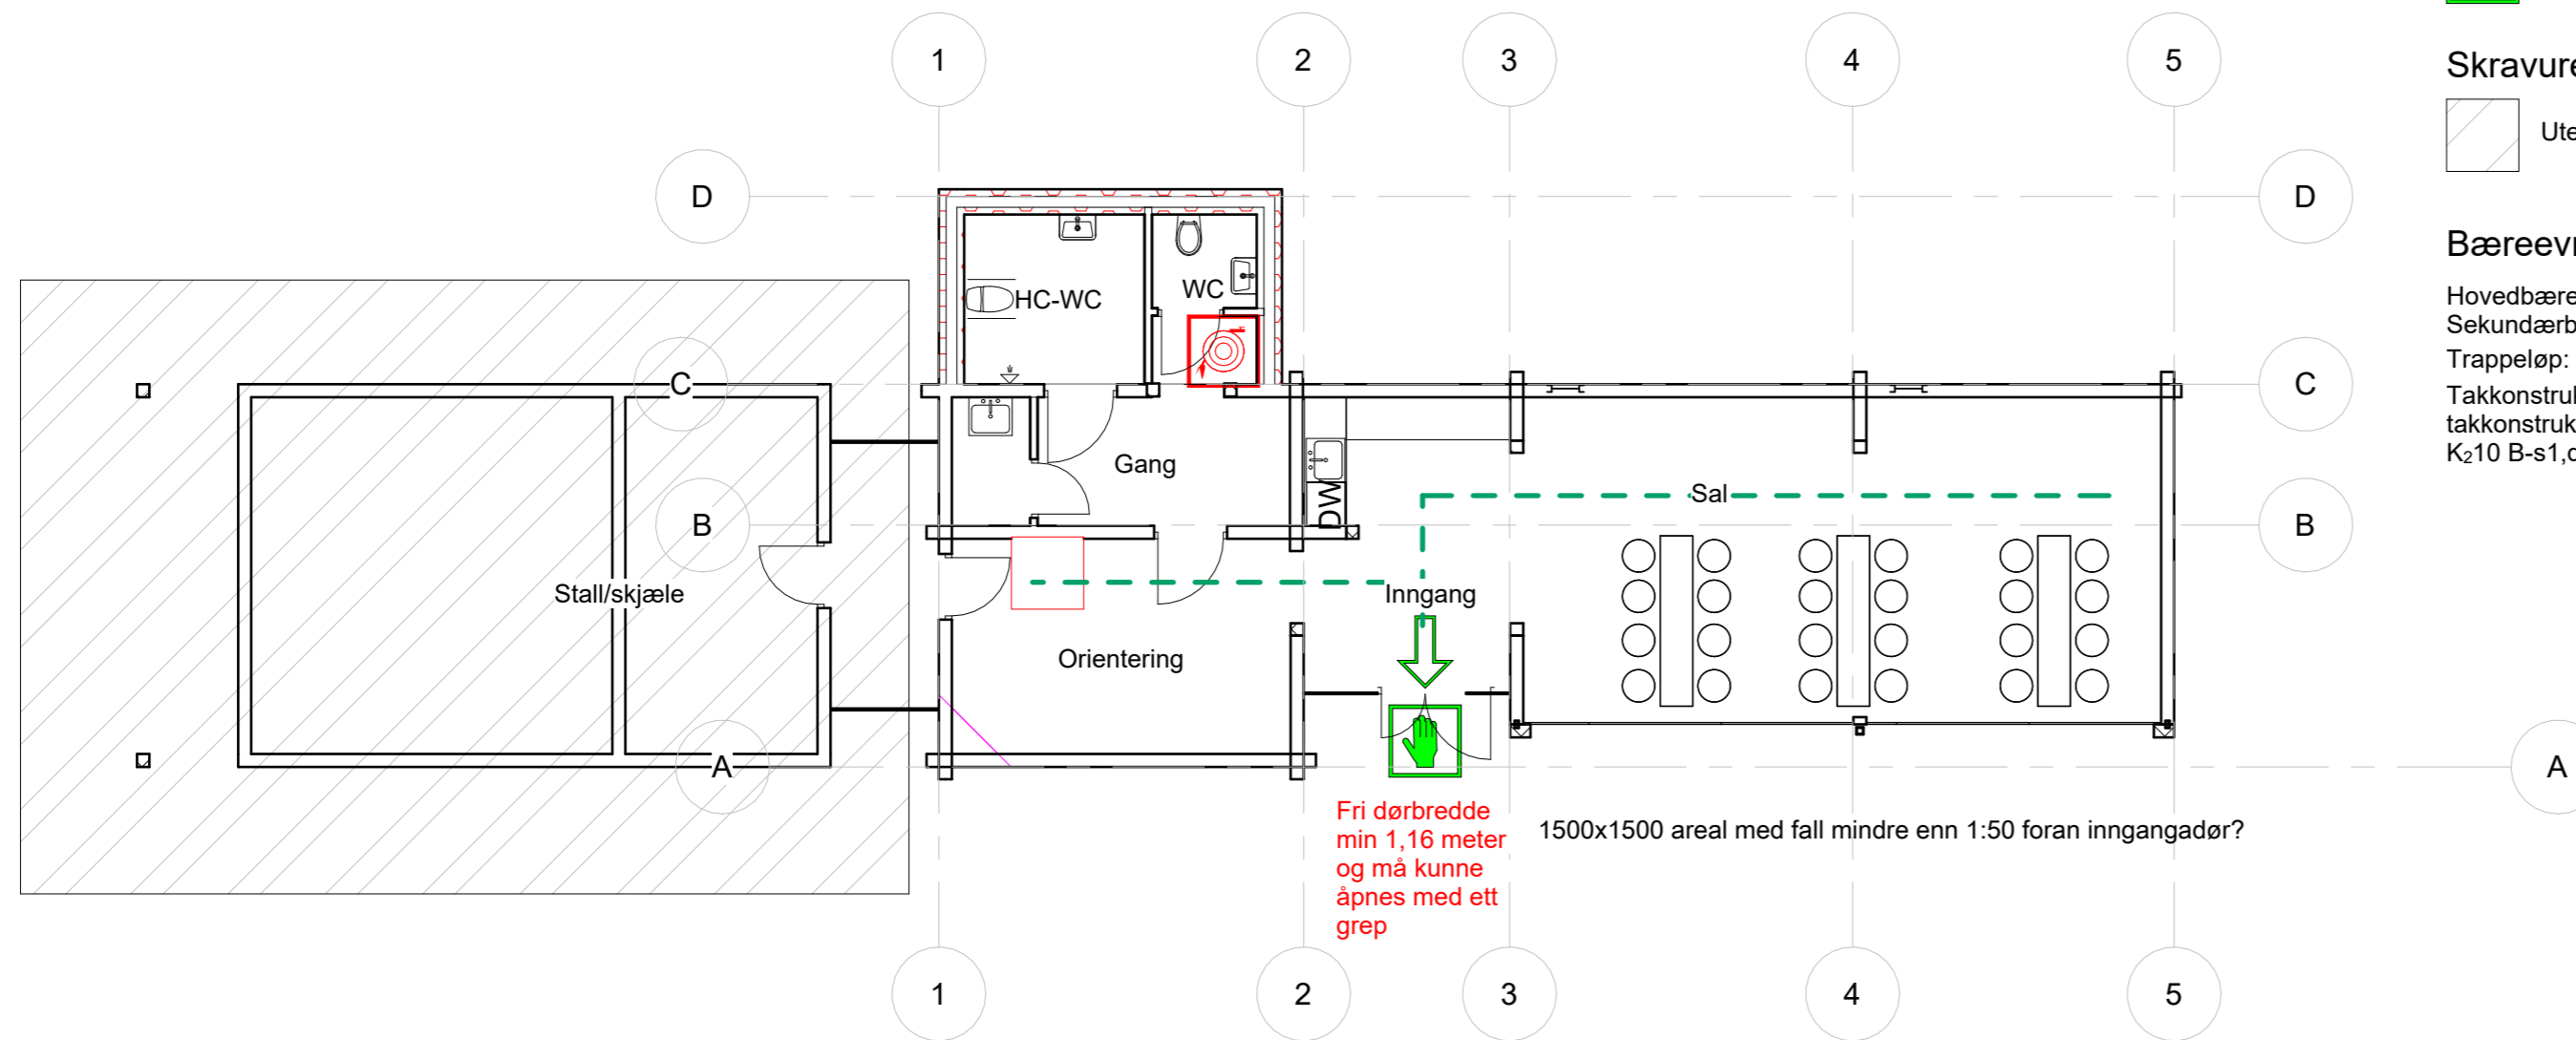 1
2
3
4
5
Skravure
Ute
D
D
Bæreevn
Hovedbære
Sekundærb
Trappeløp:
Takkonstruk
takkonstruk
K₂10 B-s1,d
HC-WC
WC
C
C
Gang
DW
Sal
B
B
Stall/skjæle
Inngang
Orientering
A
A
Fri dørbredde
min 1,16 meter
og må kunne
åpnes med ett
grep
1500x1500 areal med fall mindre enn 1:50 foran inngangadør?
1
2
3
4
5